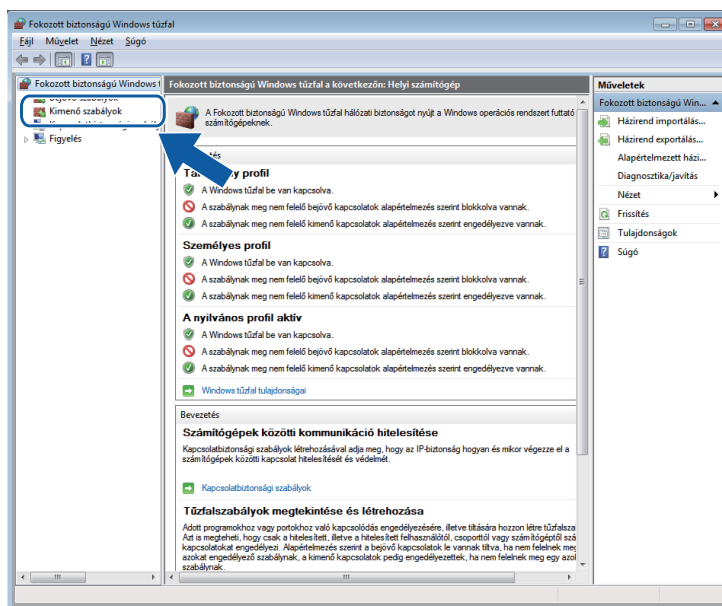 Fokozott biztonságú Windows tűzfal
Fájl Művelet Nézet Súgó
Fokozott biztonságú Windows t
Bejövő szabályok
Kimenő szabályok
Figyelés
Fokozott biztonságú Windows tűzfal a következőn: Helyi számítógép
A Fokozott biztonságú Windows tűzfal hálózati biztonságot nyújt a Windows operációs rendszert futtató
számítógépeknek.
profil
A Windows tűzfal be van kapcsolva.
A szabálynak meg nem felelő bejövő kapcsolatok alapértelmezés szerint blokkolva vannak.
A szabálynak meg nem felelő kimenő kapcsolatok alapértelmezés szerint engedélyezve vannak.
Személyes profil
A Windows tűzfal be van kapcsolva.
A szabálynak meg nem felelő bejövő kapcsolatok alapértelmezés szerint blokkolva vannak.
A szabálynak meg nem felelő kimenő kapcsolatok alapértelmezés szerint engedélyezve vannak.
A nyilvános profil aktív
A Windows tűzfal be van kapcsolva.
A szabálynak meg nem felelő bejövő kapcsolatok alapértelmezés szerint blokkolva vannak.
A szabálynak meg nem felelő kimenő kapcsolatok alapértelmezés szerint engedélyezve vannak.
Windows tűzfal tulajdonságai
Bevezetés
Számítógépek közötti kommunikáció hitelesítése
Kapcsolatbiztonsági szabályok létrehozásával adja meg, hogy az IP-biztonság hogyan és mikor végezze el a
számítógépek közötti kapcsolat hitelesítését és védelmét.
Kapcsolatbiztonsági szabályok
Tűzfalszabályok megtekintése és létrehozása
Adott programokhoz vagy portokhoz való kapcsolódás engedélyezésére, illetve tiltására hozzon létre tűzfalsza
Azt is megteheti, hogy csak a hitelesített, illetve a hitelesített felhasználótól, csoporttól vagy számítógéptől szá
kapcsolatokat engedélyezi. Alapértelmezés szerint a bejövő kapcsolatok le vannak tiltva, ha nem felelnek meg
azokat engedélyező szabálynak, a kimenő kapcsolatok pedig engedélyezettek, ha nem felelnek meg egy azok
szabálynak.
Műveletek
Fokozott biztonságú Win...
Házirend importálás...
Házirend exportálás...
Alapértelmezett házi...
Diagnosztika/javítás
Nézet
Frissítés
Tulajdonságok
Súgó